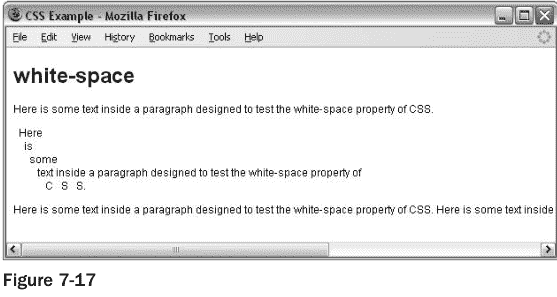 CSS Example - Mozilla Firefox
File Edit View History Bookmarks Tools Help
white-space
Here is some text inside a paragraph designed to test the white-space property of CSS.
Here
is
some
text inside a paragraph designed to test the white-space property of
C S S.
Here is some text inside a paragraph designed to test the white-space property of CSS. Here is some text inside
Figure 7-17